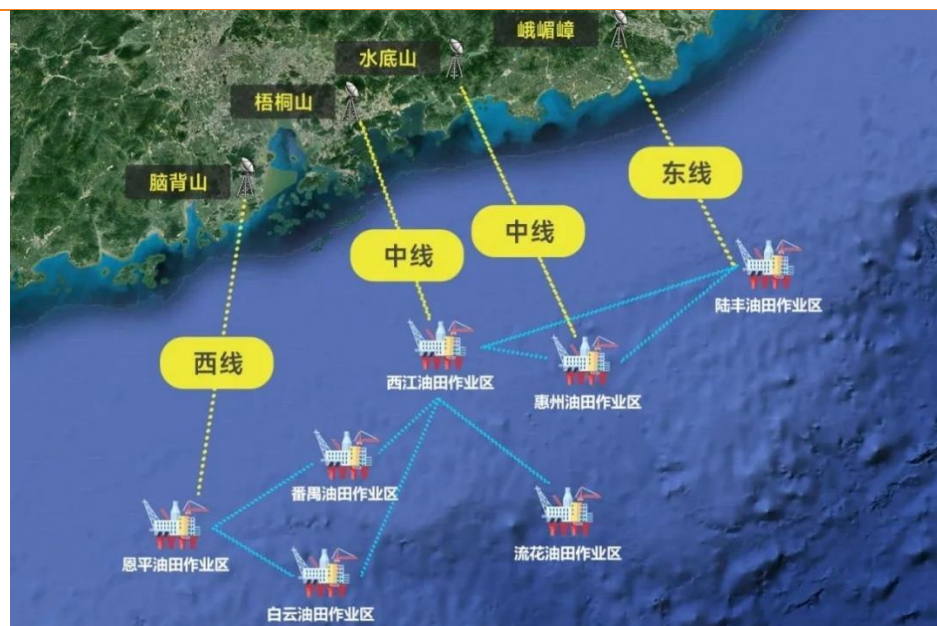 峨嵋嶂
水底山
梧桐山
脑背山
东线
中线
中线
西线
陆丰油田作业区
西江油田作业区
惠州油田作业区
番禺油田作业区
流花油田作业区
恩平油田作业区
白云油田作业区